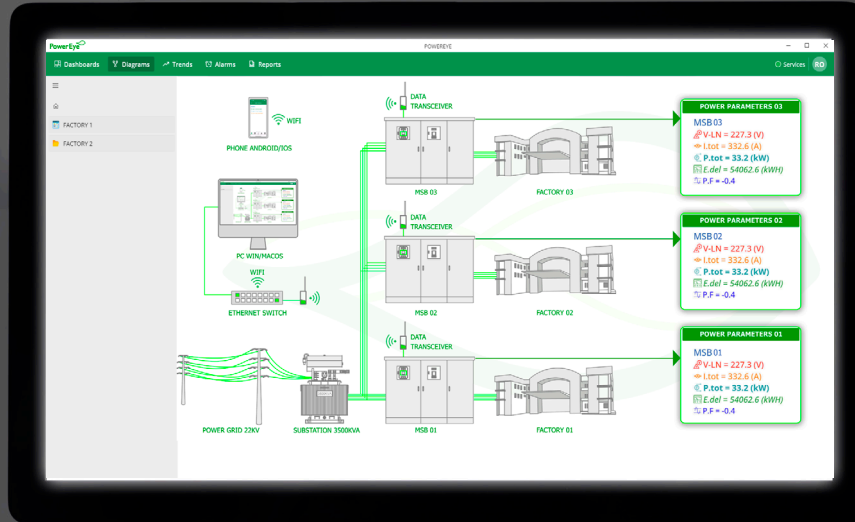 PowerEye
POWEREYE
Dashboards Diagrams Trends Alarms Reports
Services RD
FACTORY 1
FACTORY 2
WIFI
PHONE ANDROID/IOS
PC WIN/MACOS
WIFI
ETHERNET SWITCH
POWER GRID 22KV
SUBSTATION 3500KVA
DATA
TRANSCEIVER
MSB 03
FACTORY 03
DATA
TRANSCEIVER
MSB 02
FACTORY 02
DATA
TRANSCEIVER
MSB 01
FACTORY 01
POWER PARAMETERS 03
MSB 03
V-LN = 227.3 (V)
I.tot = 332.6 (A)
P.tot = 33.2 (kW)
E.del = 54062.6 (kWH)
P.F = -0.4
POWER PARAMETERS 02
MSB 02
V-LN = 227.3 (V)
I.tot = 332.6 (A)
P.tot = 33.2 (kW)
E.del = 54062.6 (kWH)
P.F = -0.4
POWER PARAMETERS 01
MSB 01
V-LN = 227.3 (V)
I.tot = 332.6 (A)
P.tot = 33.2 (kW)
E.del = 54062.6 (kWH)
P.F = -0.4